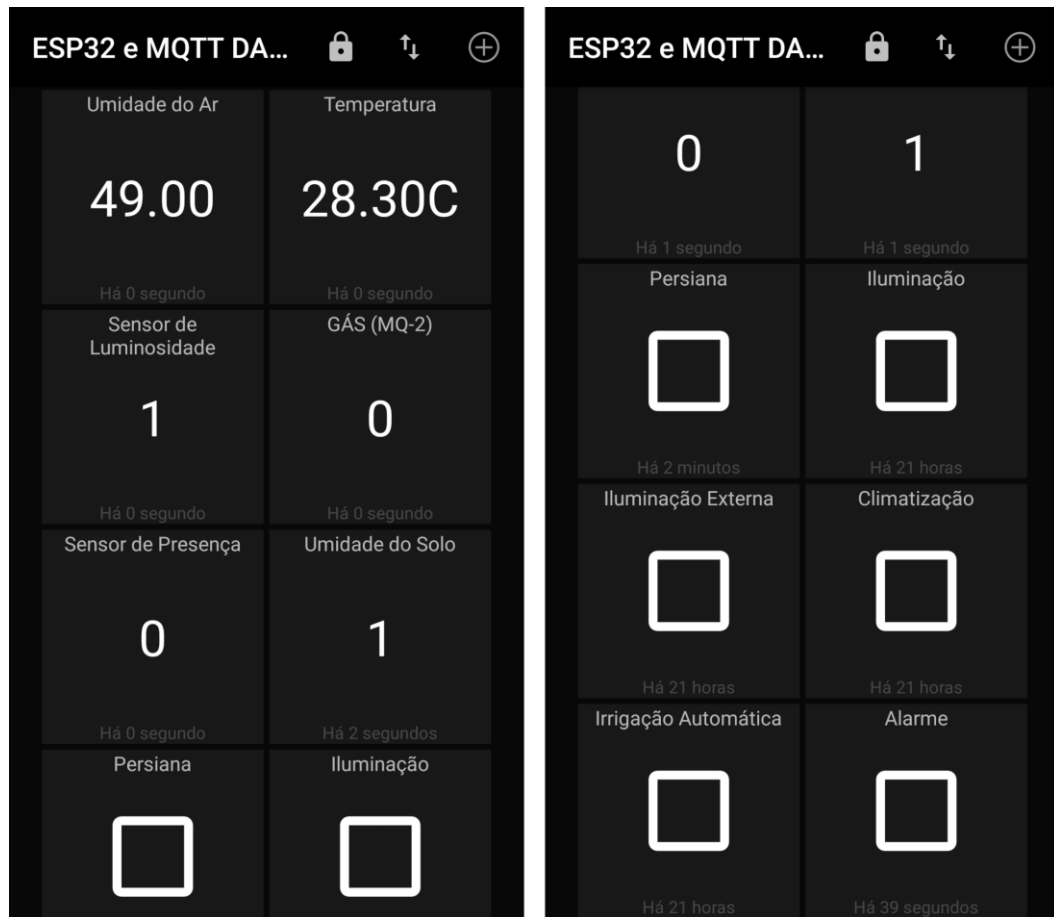 ESP32 e MQTT DA...
Umidade do Ar
Temperatura
49.00
28.30C
Há 0 segundo
Há 0 segundo
Sensor de
Luminosidade
GÁS (MQ-2)
1
0
Há 0 segundo
Há 0 segundo
Sensor de Presença
Umidade do Solo
0
1
Há 0 segundo
Há 2 segundos
Persiana
Iluminação
ESP32 e MQTT DA...
0
1
Há 1 segundo
Há 1 segundo
Persiana
Iluminação
Há 2 minutos
Há 21 horas
Iluminação Externa
Climatização
Há 21 horas
Há 21 horas
Irrigação Automática
Alarme
Há 21 horas
Há 39 segundos